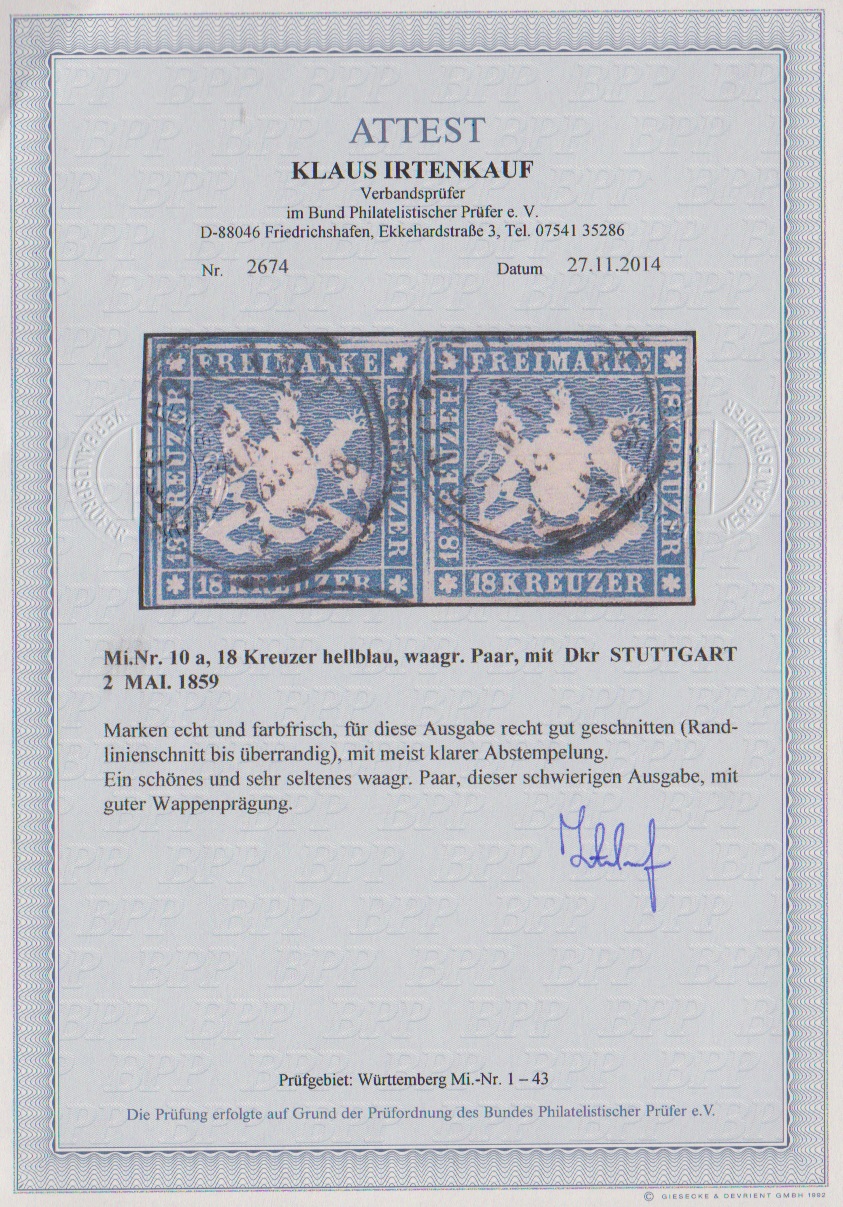 ATTEST
KLAUS IRTENKAUF
Verbandsprüfer
im Bund Philatelistischer Prüfer e. V.
D-88046 Friedrichshafen, Ekkehardstraße 3, Tel. 07541 35286
Nr. 2674 Datum 27.11.2014
FREIMARKE FREIMARKE
18 KREUZER 18 KREUZER 18 KREUZER 18 KREUZER
18 KREUZER 18 KREUZER
VERBANDSPRÜFER VERBANDSPRÜFER
Mi.Nr. 10 a, 18 Kreuzer hellblau, waagr. Paar, mit Dkr STUTTGART
2 MAI. 1859
Marken echt und farbfrisch, für diese Ausgabe recht gut geschnitten (Rand-
linienschnitt bis überrandig), mit meist klarer Abstempelung.
Ein schönes und sehr seltenes waagr. Paar, dieser schwierigen Ausgabe, mit
guter Wappenprägung.
Prüfgebiet: Württemberg Mi.-Nr. 1 – 43
Die Prüfung erfolgte auf Grund der Prüfordnung des Bundes Philatelistischer Prüfer e.V.
© GIESECKE & DEVRIENT GMBH 1992